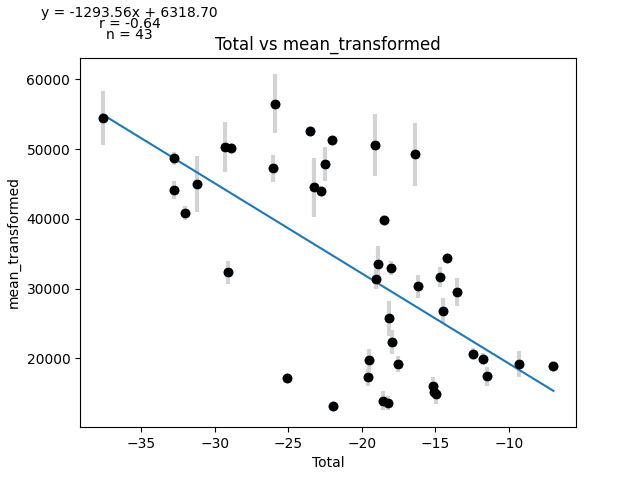 y = -1293.56x + 6318.70
r = -0.64
n = 43
Total vs mean_transformed
60000
50000
40000
30000
20000
mean_transformed
−35
−30
−25
−20
−15
−10
Total